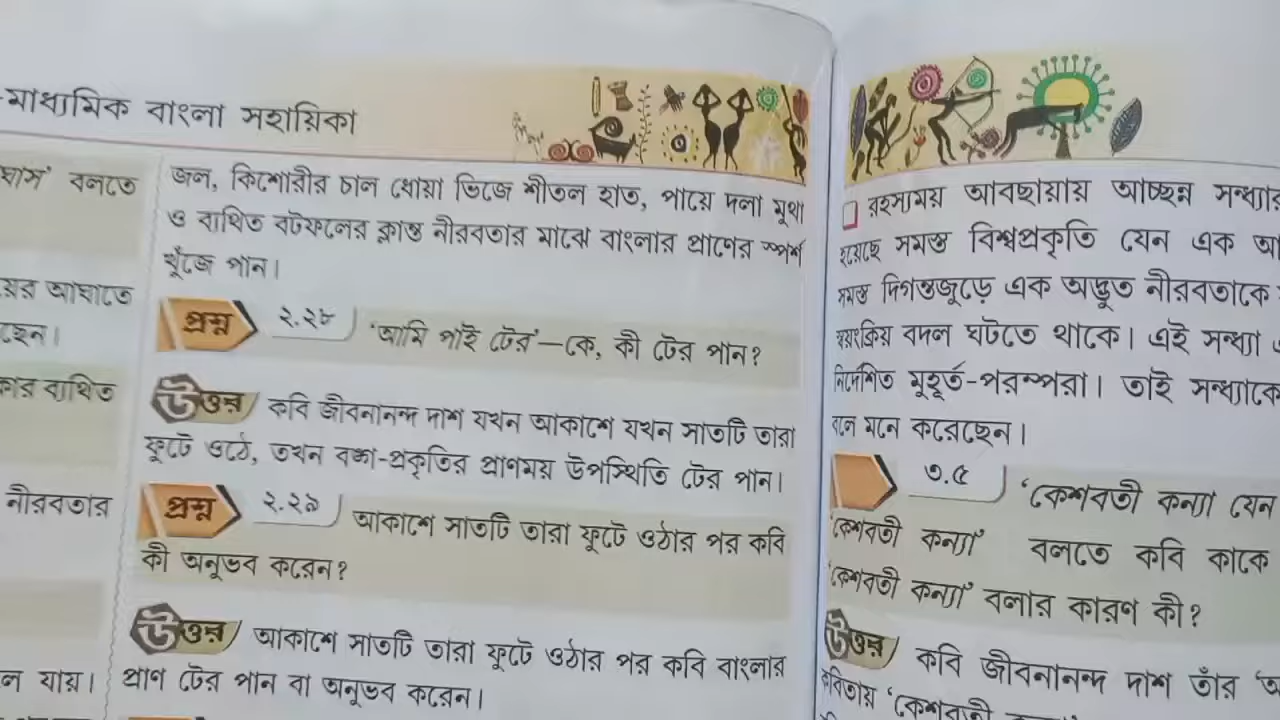 মাধ্যমিক বাংলা সহায়িকা
বলতে
আঘাতে
ছেন।
ব্যথিত
নীরবতার
যায়।
জল, কিশোরীর চাল ধোয়া ভিজে শীতল হাত, পায়ে দলা মুথা
ও ব্যথিত বটফলের ক্লান্ত নীরবতার মাঝে বাংলার প্রাণের স্পর্শ
খুঁজে পান।
প্রশ্ন ২.২৮ ‘আমি পাই টের’—কে, কী টের পান?
উত্তর কবি জীবনানন্দ দাশ যখন আকাশে যখন সাতটি তারা
ফুটে ওঠে, তখন বঙ্গ-প্রকৃতির প্রাণময় উপস্থিতি টের পান।
প্রশ্ন ২.২৯ আকাশে সাতটি তারা ফুটে ওঠার পর কবি
কী অনুভব করেন?
উত্তর আকাশে সাতটি তারা ফুটে ওঠার পর কবি বাংলার
প্রাণ টের পান বা অনুভব করেন।
রহস্যময় আবছায়ায় আচ্ছন্ন
হয়েছে সমস্ত বিশ্বপ্রকৃতি যেন এক
সমস্ত দিগন্তজুড়ে এক অদ্ভুত নীরবতাকে
স্বয়ংক্রিয় বদল ঘটতে থাকে। এই সন্ধ্যা
নির্দেশিত মুহূর্ত-পরম্পরা। তাই সন্ধ্যাকে
বলে মনে করেছেন।
৩.৫ ‘কেশবতী কন্যা যেন
‘কেশবতী কন্যা’ বলতে কবি কাকে
‘কেশবতী কন্যা’ বলার কারণ কী?
উত্তর কবি জীবনানন্দ দাশ তাঁর
কবিতায় ‘কেশবতী